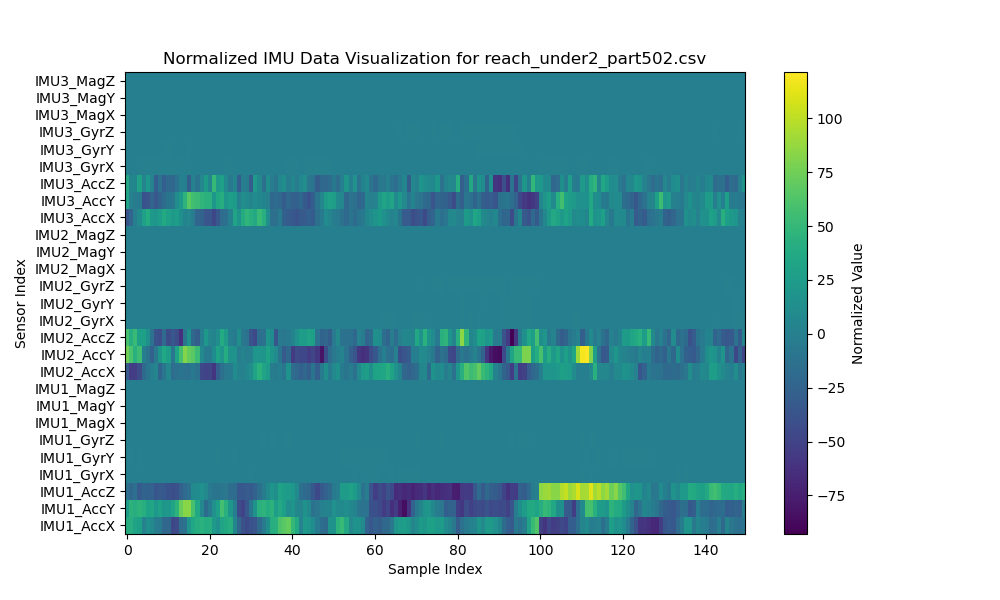 Normalized IMU Data Visualization for reach_under2_part502.csv
IMU3_MagZ
IMU3_MagY
IMU3_MagX
IMU3_GyrZ
IMU3_GyrY
IMU3_GyrX
IMU3_AccZ
IMU3_AccY
IMU3_AccX
IMU2_MagZ
IMU2_MagY
IMU2_MagX
IMU2_GyrZ
IMU2_GyrY
IMU2_GyrX
IMU2_AccZ
IMU2_AccY
IMU2_AccX
IMU1_MagZ
IMU1_MagY
IMU1_MagX
IMU1_GyrZ
IMU1_GyrY
IMU1_GyrX
IMU1_AccZ
IMU1_AccY
IMU1_AccX
Sensor Index
0 20 40 60 80 100 120 140
Sample Index
100
75
50
25
0
−25
−50
−75
Normalized Value